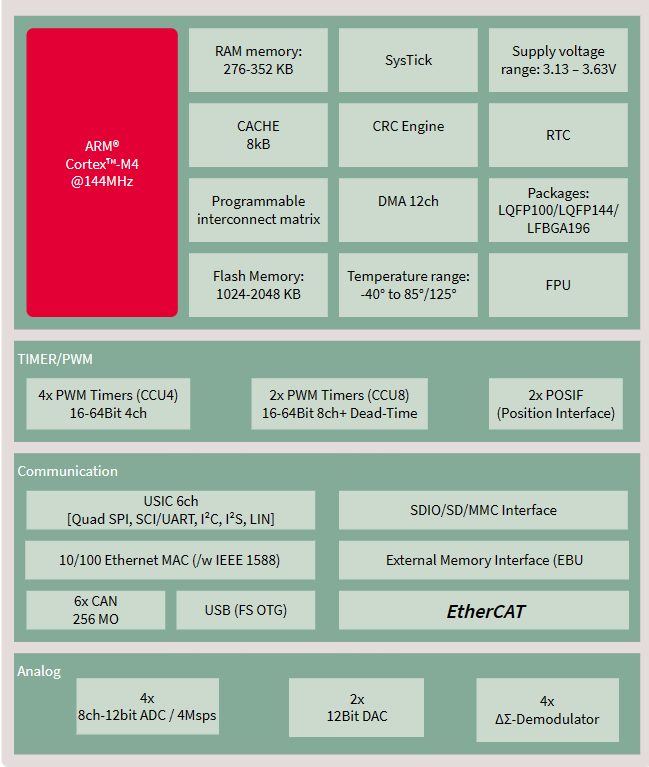 ARM®
Cortex™-M4
@144MHz
RAM memory:
276-352 KB
SysTick
Supply voltage
range: 3.13 – 3.63V
CACHE
8kB
CRC Engine
RTC
Programmable
interconnect matrix
DMA 12ch
Packages:
LQFP100/LQFP144/
LFBGA196
Flash Memory:
1024-2048 KB
Temperature range:
-40° to 85°/125°
FPU
TIMER/PWM
4x PWM Timers (CCU4)
16-64Bit 4ch
2x PWM Timers (CCU8)
16-64Bit 8ch+ Dead-Time
2x POSIF
(Position Interface)
Communication
USIC 6ch
[Quad SPI, SCI/UART, I²C, I²S, LIN]
SDIO/SD/MMC Interface
10/100 Ethernet MAC (/w IEEE 1588)
External Memory Interface (EBU
6x CAN
256 MO
USB (FS OTG)
EtherCAT
Analog
4x
8ch-12bit ADC / 4Msps
2x
12Bit DAC
4x
ΔΣ-Demodulator